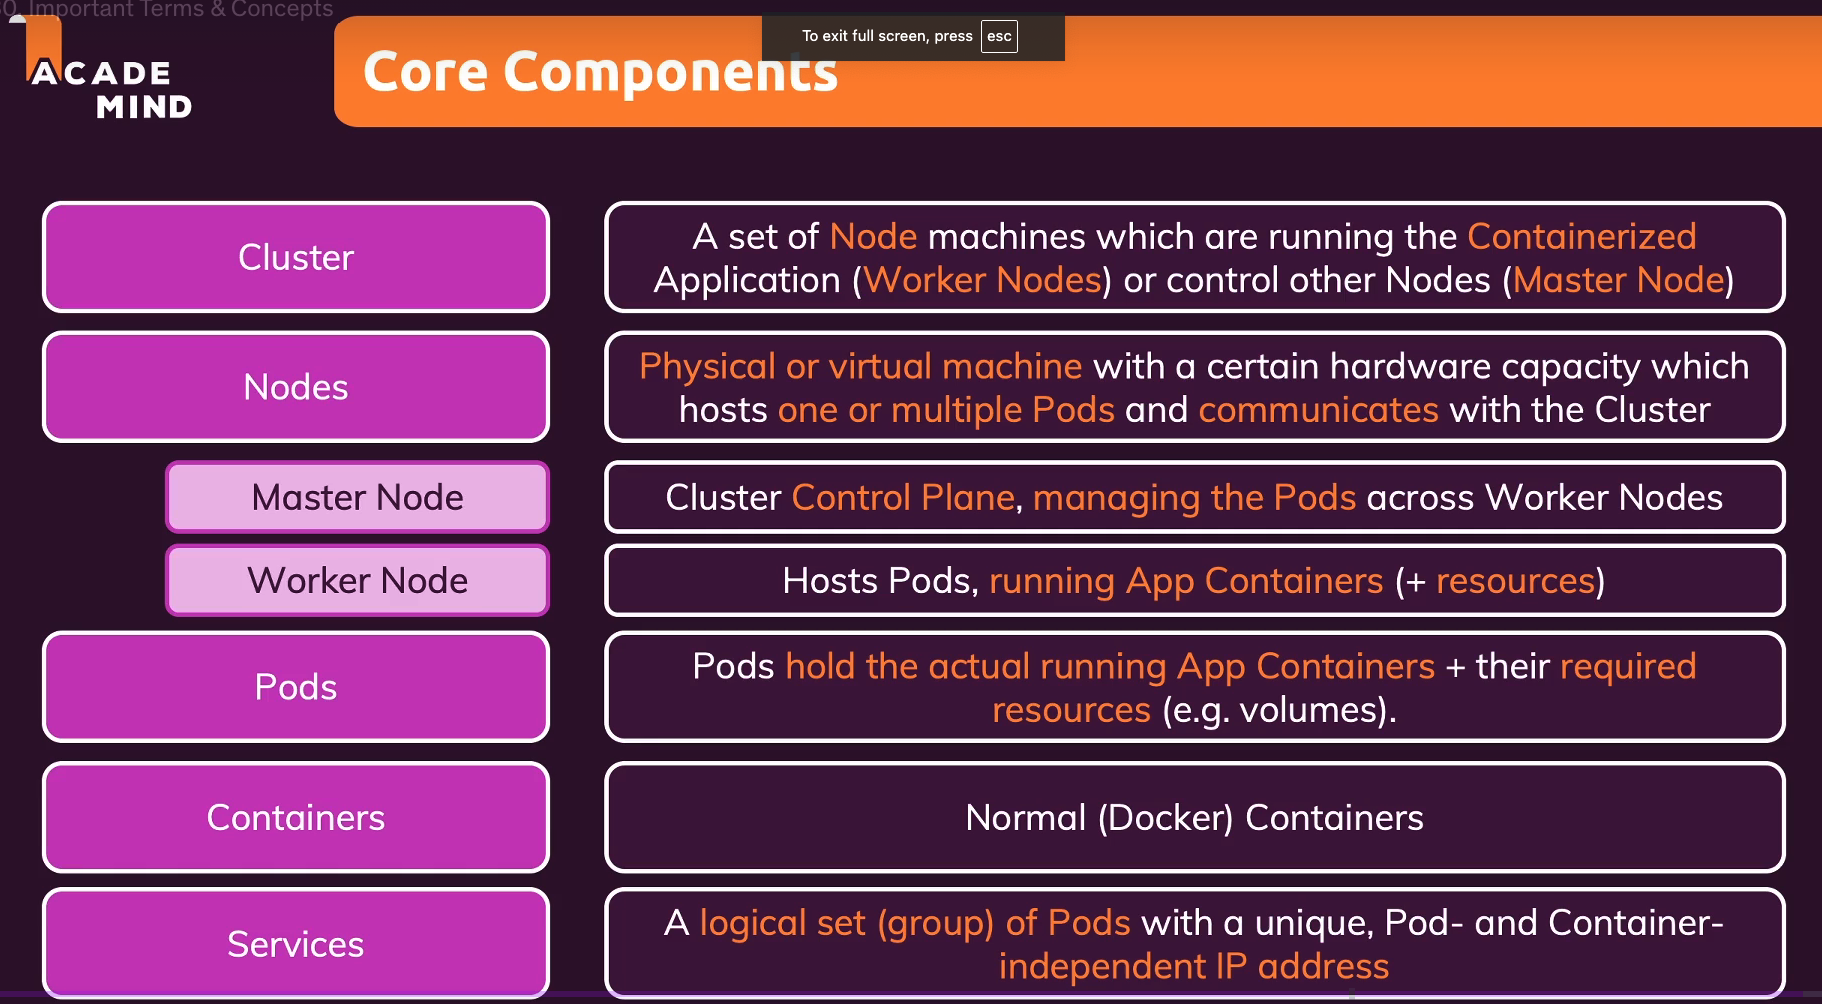 30. Important Terms & Concepts
ACADE
MIND
Core Components
To exit full screen, press esc
Cluster
A set of Node machines which are running the Containerized
Application (Worker Nodes) or control other Nodes (Master Node)
Nodes
Physical or virtual machine with a certain hardware capacity which
hosts one or multiple Pods and communicates with the Cluster
Master Node
Cluster Control Plane, managing the Pods across Worker Nodes
Worker Node
Hosts Pods, running App Containers (+ resources)
Pods
Pods hold the actual running App Containers + their required
resources (e.g. volumes).
Containers
Normal (Docker) Containers
Services
A logical set (group) of Pods with a unique, Pod- and Container-
independent IP address